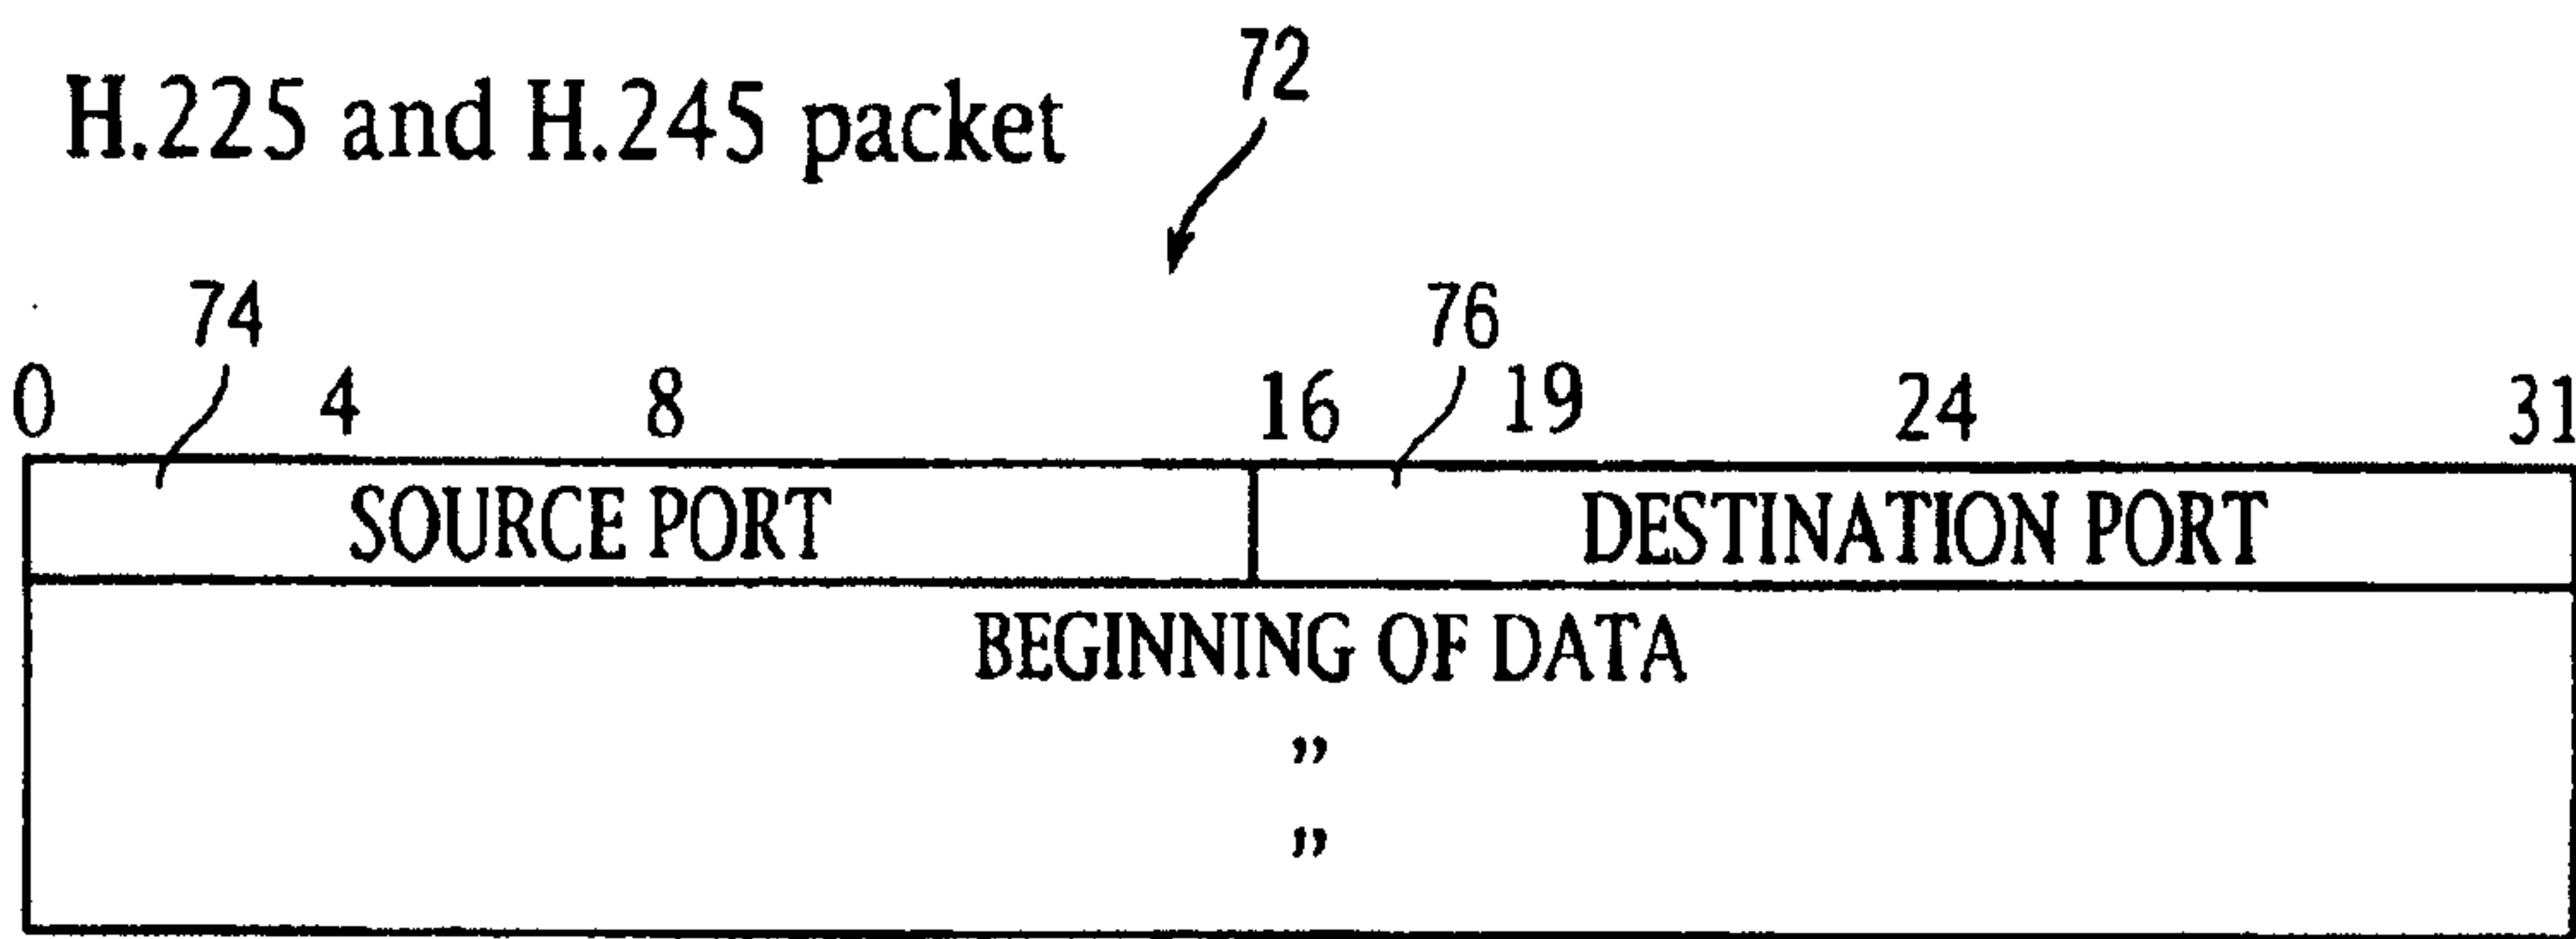 72
H.225 and H.245 packet
74 76
0 4 8 16 19 24 31
SOURCE PORT DESTINATION PORT
BEGINNING OF DATA
”
”